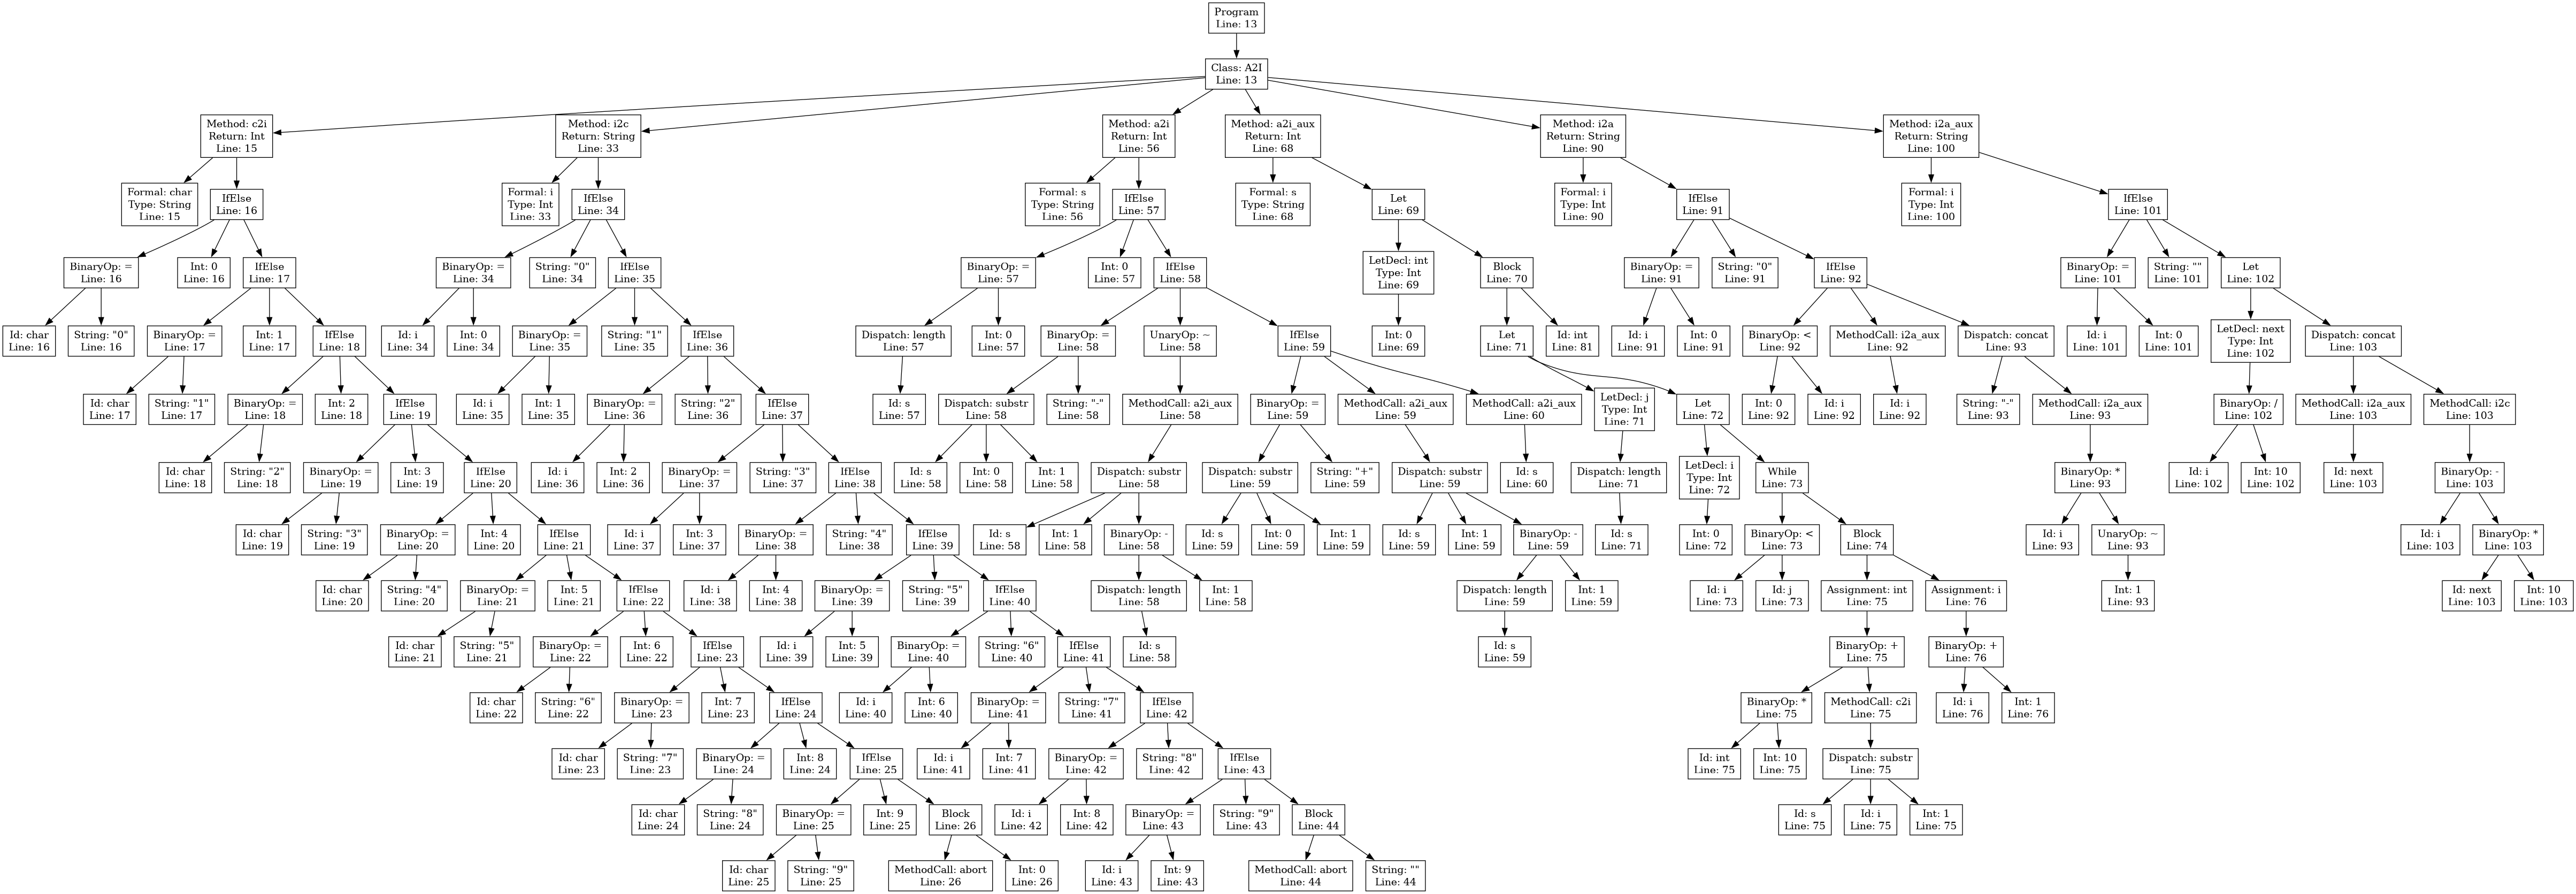 Program
Line: 13
Class: A2I
Line: 13
Method: c2i
Return: Int
Line: 15
Method: i2c
Return: String
Line: 33
Method: a2i
Return: Int
Line: 56
Method: a2i_aux
Return: Int
Line: 68
Method: i2a
Return: String
Line: 90
Method: i2a_aux
Return: String
Line: 100
Formal: char
Type: String
Line: 15
IfElse
Line: 16
Formal: i
Type: Int
Line: 33
IfElse
Line: 34
Formal: s
Type: String
Line: 56
IfElse
Line: 57
Formal: s
Type: String
Line: 68
Let
Line: 69
Formal: i
Type: Int
Line: 90
IfElse
Line: 91
Formal: i
Type: Int
Line: 100
IfElse
Line: 101
BinaryOp: =
Line: 16
Int: 0
Line: 16
IfElse
Line: 17
BinaryOp: =
Line: 34
String: "0"
Line: 34
IfElse
Line: 35
BinaryOp: =
Line: 57
Int: 0
Line: 57
IfElse
Line: 58
LetDecl: int
Type: Int
Line: 69
Block
Line: 70
BinaryOp: =
Line: 91
String: "0"
Line: 91
IfElse
Line: 92
BinaryOp: =
Line: 101
String: ""
Line: 101
Let
Line: 102
Id: char
Line: 16
String: "0"
Line: 16
BinaryOp: =
Line: 17
Int: 1
Line: 17
IfElse
Line: 18
Id: i
Line: 34
Int: 0
Line: 34
BinaryOp: =
Line: 35
String: "1"
Line: 35
IfElse
Line: 36
Dispatch: length
Line: 57
Int: 0
Line: 57
BinaryOp: =
Line: 58
UnaryOp: ~
Line: 58
IfElse
Line: 59
Int: 0
Line: 69
Let
Line: 71
Id: int
Line: 81
Id: i
Line: 91
Int: 0
Line: 91
BinaryOp: <
Line: 92
MethodCall: i2a_aux
Line: 92
Dispatch: concat
Line: 93
Id: i
Line: 101
Int: 0
Line: 101
LetDecl: next
Type: Int
Line: 102
Dispatch: concat
Line: 103
Id: char
Line: 17
String: "1"
Line: 17
BinaryOp: =
Line: 18
Int: 2
Line: 18
IfElse
Line: 19
Id: i
Line: 35
Int: 1
Line: 35
BinaryOp: =
Line: 36
String: "2"
Line: 36
IfElse
Line: 37
Id: s
Line: 57
Dispatch: substr
Line: 58
String: "-"
Line: 58
MethodCall: a2i_aux
Line: 58
BinaryOp: =
Line: 59
MethodCall: a2i_aux
Line: 59
MethodCall: a2i_aux
Line: 60
LetDecl: j
Type: Int
Line: 71
Let
Line: 72
Int: 0
Line: 92
Id: i
Line: 92
Id: i
Line: 92
String: "-"
Line: 93
MethodCall: i2a_aux
Line: 93
BinaryOp: /
Line: 102
MethodCall: i2a_aux
Line: 103
MethodCall: i2c
Line: 103
Id: char
Line: 18
String: "2"
Line: 18
BinaryOp: =
Line: 19
Int: 3
Line: 19
IfElse
Line: 20
Id: i
Line: 36
Int: 2
Line: 36
BinaryOp: =
Line: 37
String: "3"
Line: 37
IfElse
Line: 38
Id: s
Line: 58
Int: 0
Line: 58
Int: 1
Line: 58
Dispatch: substr
Line: 58
Dispatch: substr
Line: 59
String: "+"
Line: 59
Dispatch: substr
Line: 59
Id: s
Line: 60
Dispatch: length
Line: 71
LetDecl: i
Type: Int
Line: 72
While
Line: 73
BinaryOp: *
Line: 93
Id: i
Line: 102
Int: 10
Line: 102
Id: next
Line: 103
BinaryOp: -
Line: 103
Id: char
Line: 19
String: "3"
Line: 19
BinaryOp: =
Line: 20
Int: 4
Line: 20
IfElse
Line: 21
Id: i
Line: 37
Int: 3
Line: 37
BinaryOp: =
Line: 38
String: "4"
Line: 38
IfElse
Line: 39
Id: s
Line: 58
Int: 1
Line: 58
BinaryOp: -
Line: 58
Id: s
Line: 59
Int: 0
Line: 59
Int: 1
Line: 59
Id: s
Line: 59
Int: 1
Line: 59
BinaryOp: -
Line: 59
Id: s
Line: 71
Int: 0
Line: 72
BinaryOp: <
Line: 73
Block
Line: 74
Id: i
Line: 93
UnaryOp: ~
Line: 93
Id: i
Line: 103
BinaryOp: *
Line: 103
Id: char
Line: 20
String: "4"
Line: 20
BinaryOp: =
Line: 21
Int: 5
Line: 21
IfElse
Line: 22
Id: i
Line: 38
Int: 4
Line: 38
BinaryOp: =
Line: 39
String: "5"
Line: 39
IfElse
Line: 40
Dispatch: length
Line: 58
Int: 1
Line: 58
Dispatch: length
Line: 59
Int: 1
Line: 59
Id: i
Line: 73
Id: j
Line: 73
Assignment: int
Line: 75
Assignment: i
Line: 76
Int: 1
Line: 93
Id: next
Line: 103
Int: 10
Line: 103
Id: char
Line: 21
String: "5"
Line: 21
BinaryOp: =
Line: 22
Int: 6
Line: 22
IfElse
Line: 23
Id: i
Line: 39
Int: 5
Line: 39
BinaryOp: =
Line: 40
String: "6"
Line: 40
IfElse
Line: 41
Id: s
Line: 58
Id: s
Line: 59
BinaryOp: +
Line: 75
BinaryOp: +
Line: 76
Id: char
Line: 22
String: "6"
Line: 22
BinaryOp: =
Line: 23
Int: 7
Line: 23
IfElse
Line: 24
Id: i
Line: 40
Int: 6
Line: 40
BinaryOp: =
Line: 41
String: "7"
Line: 41
IfElse
Line: 42
BinaryOp: *
Line: 75
MethodCall: c2i
Line: 75
Id: i
Line: 76
Int: 1
Line: 76
Id: char
Line: 23
String: "7"
Line: 23
BinaryOp: =
Line: 24
Int: 8
Line: 24
IfElse
Line: 25
Id: i
Line: 41
Int: 7
Line: 41
BinaryOp: =
Line: 42
String: "8"
Line: 42
IfElse
Line: 43
Id: int
Line: 75
Int: 10
Line: 75
Dispatch: substr
Line: 75
Id: char
Line: 24
String: "8"
Line: 24
BinaryOp: =
Line: 25
Int: 9
Line: 25
Block
Line: 26
Id: i
Line: 42
Int: 8
Line: 42
BinaryOp: =
Line: 43
String: "9"
Line: 43
Block
Line: 44
Id: s
Line: 75
Id: i
Line: 75
Int: 1
Line: 75
Id: char
Line: 25
String: "9"
Line: 25
MethodCall: abort
Line: 26
Int: 0
Line: 26
Id: i
Line: 43
Int: 9
Line: 43
MethodCall: abort
Line: 44
String: ""
Line: 44